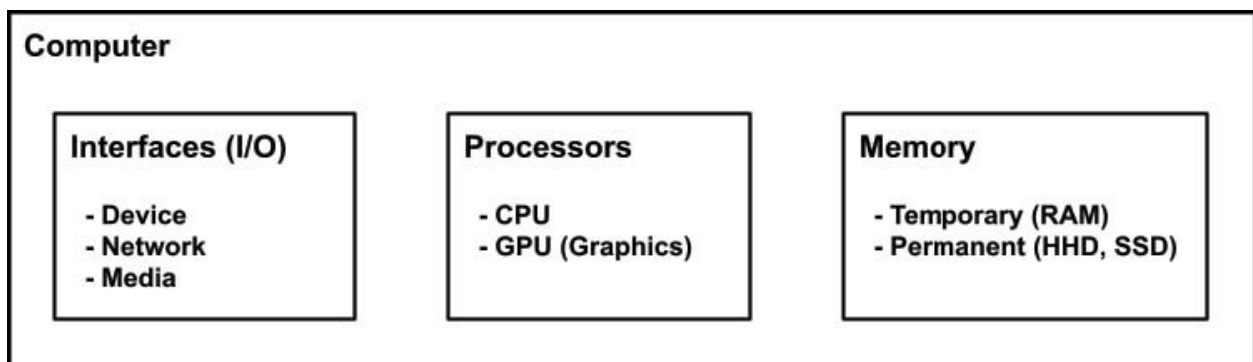 Computer
Interfaces (I/O)
- Device
- Network
- Media
Processors
- CPU
- GPU (Graphics)
Memory
- Temporary (RAM)
- Permanent (HHD, SSD)